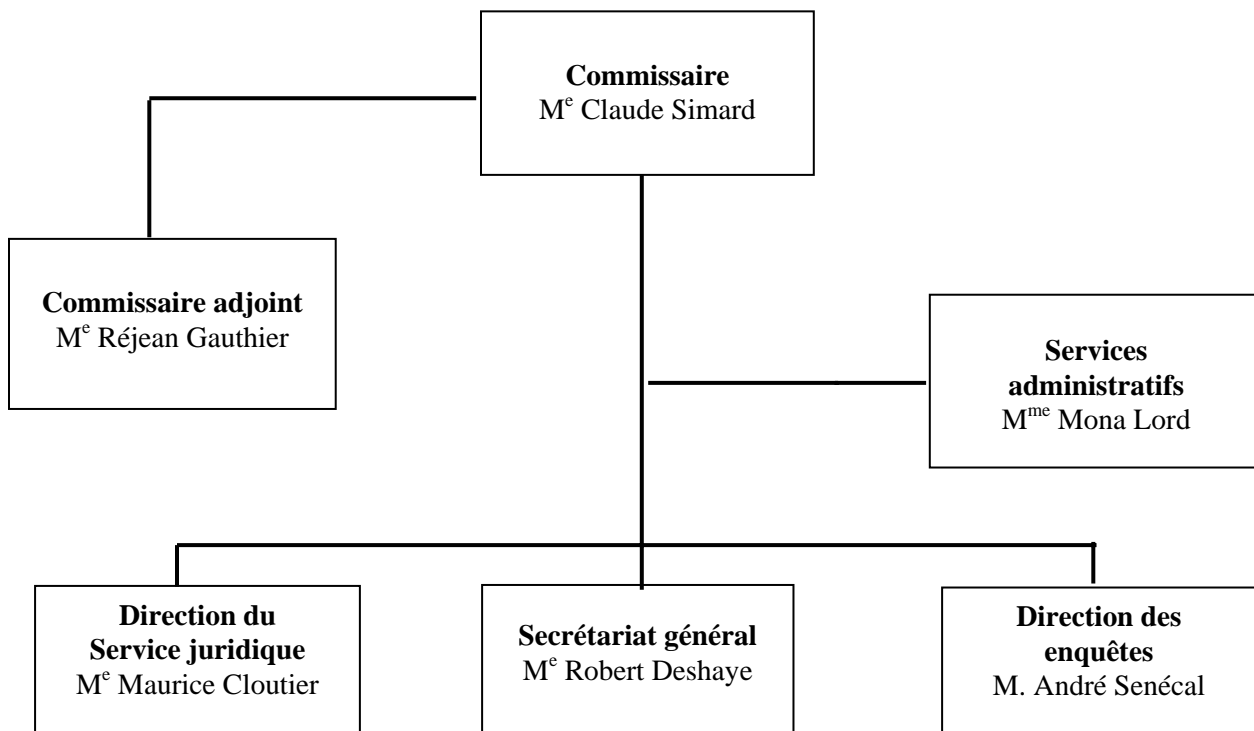 Commissaire
Mᵉ Claude Simard
Commissaire adjoint
Mᵉ Réjean Gauthier
Services
administratifs
Mᵐᵉ Mona Lord
Direction du
Service juridique
Mᵉ Maurice Cloutier
Secrétariat général
Mᵉ Robert Deshaye
Direction des
enquêtes
M. André Senécal